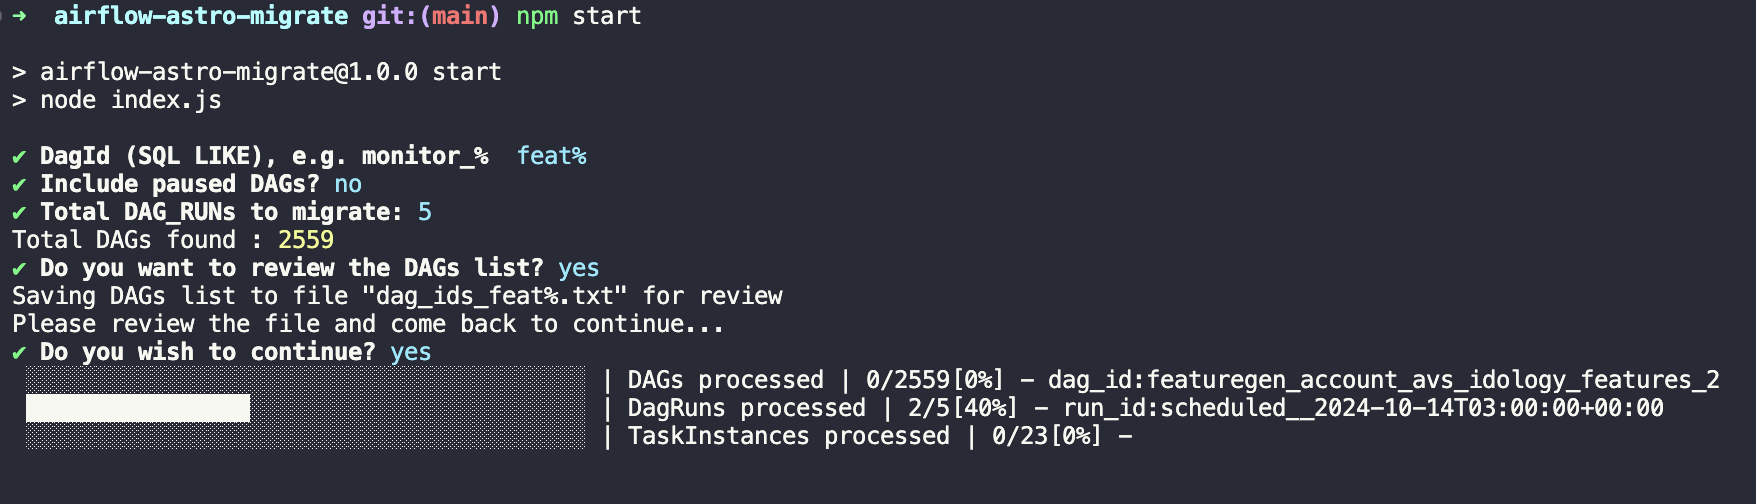 ➜ airflow-astro-migrate git:(main) npm start
> airflow-astro-migrate@1.0.0 start
> node index.js
✔ DagId (SQL LIKE), e.g. monitor_% feat%
✔ Include paused DAGs? no
✔ Total DAG_RUNs to migrate: 5
Total DAGs found : 2559
✔ Do you want to review the DAGs list? yes
Saving DAGs list to file "dag_ids_feat%.txt" for review
Please review the file and come back to continue...
✔ Do you wish to continue? yes
| DAGs processed | 0/2559[0%] - dag_id:featuregen_account_avs_idology_features_2
| DagRuns processed | 2/5[40%] - run_id:scheduled__2024-10-14T03:00:00+00:00
| TaskInstances processed | 0/23[0%] -